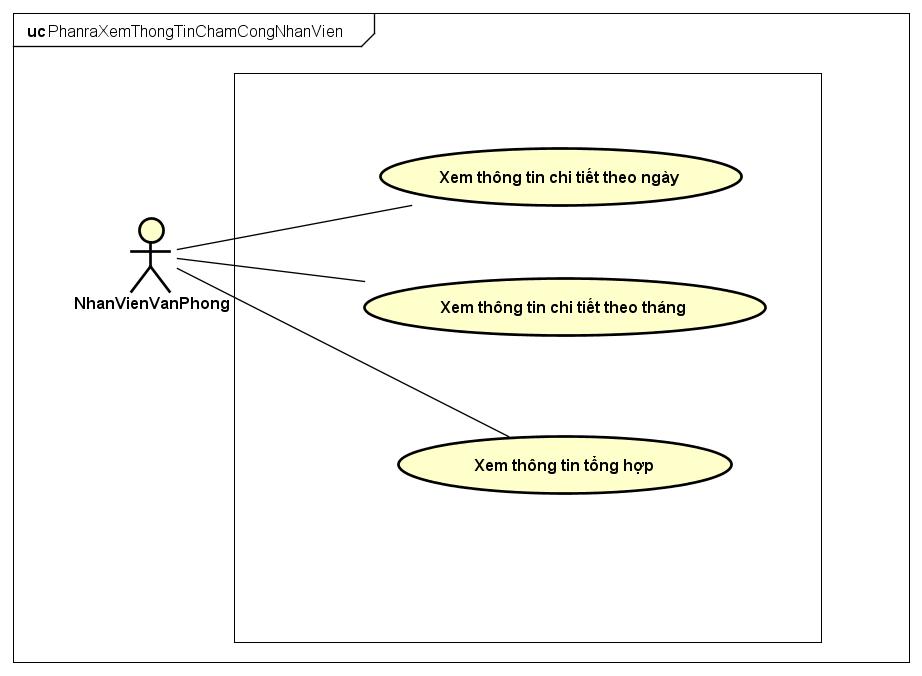 uc PhanraXemThongTinChamCongNhanVien
Xem thông tin chi tiết theo ngày
NhanVienVanPhong
Xem thông tin chi tiết theo tháng
Xem thông tin tổng hợp